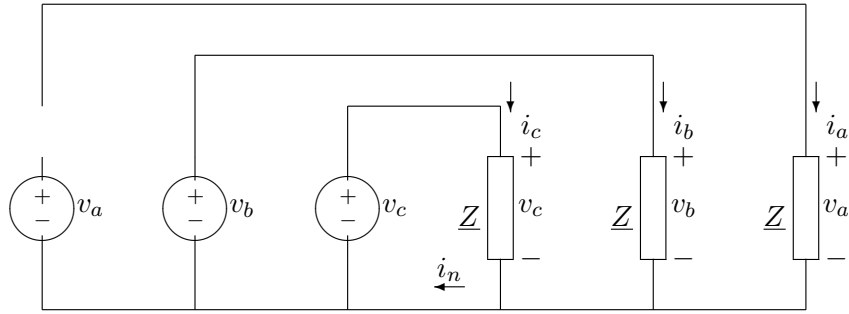 i_c i_b i_a
+ + +
+ − v_a + − v_b + − v_c Z v_c Z v_b Z v_a
− − −
i_n